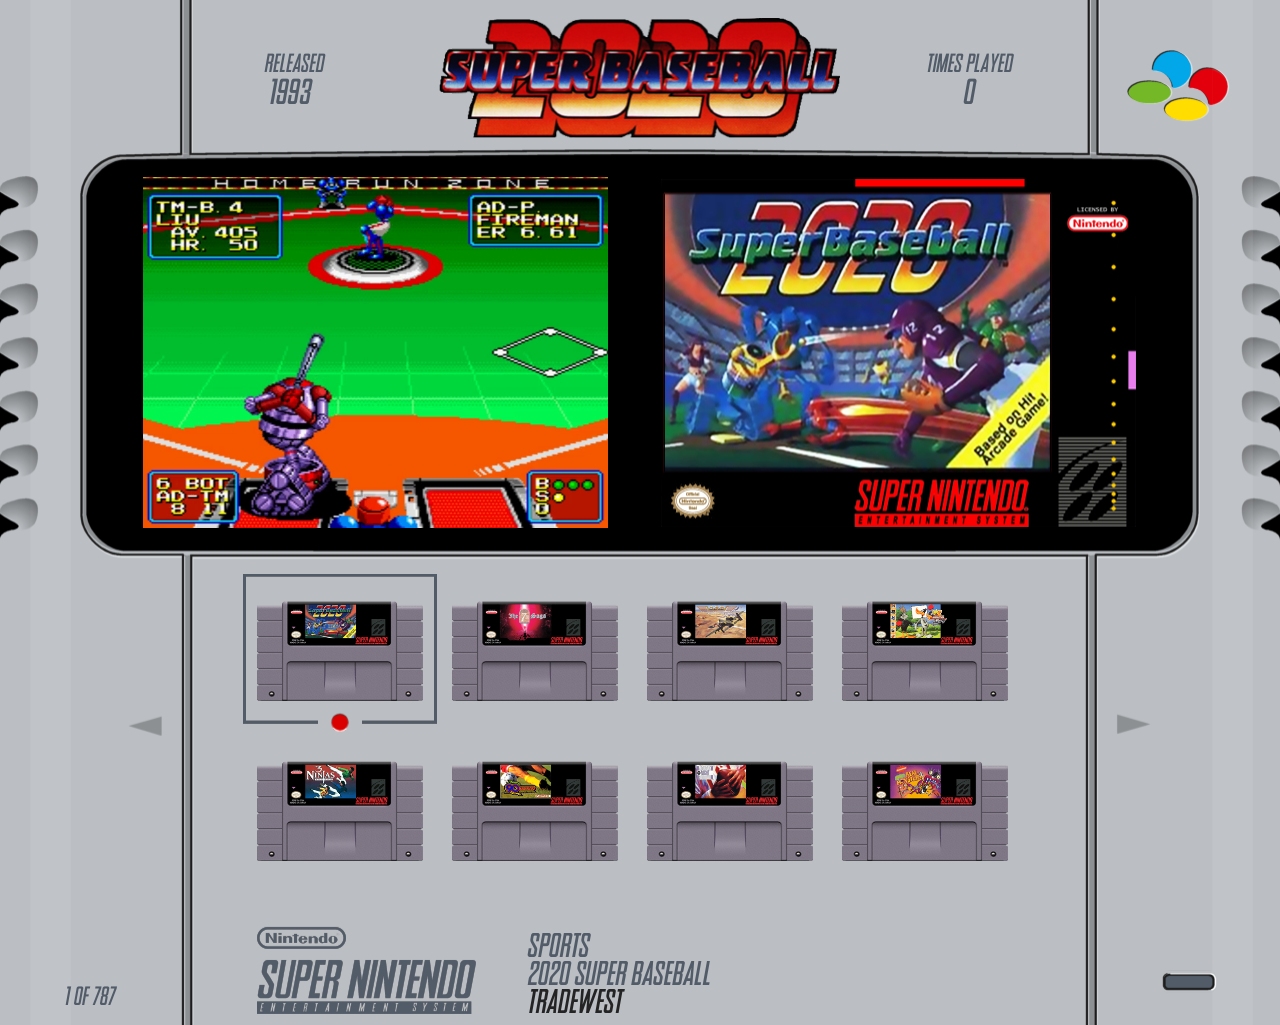 RELEASED
1993
2020
SUPER BASEBALL
TIMES PLAYED
0
HOME RUN ZONE
TM-B. 4
LIU
AV 405
HR. 50
AD-P
FIREMAN
ER 6.61
6 BOT
AD-TM
8 11
B
S
O
2020
Super Baseball
Based on Hit
Arcade Game!
LICENSED BY
Nintendo
Official
Nintendo
Seal
SUPER NINTENDO
ENTERTAINMENT SYSTEM
Nintendo
SUPER NINTENDO
ENTERTAINMENT SYSTEM
SPORTS
2020 SUPER BASEBALL
TRADEWEST
1 OF 787